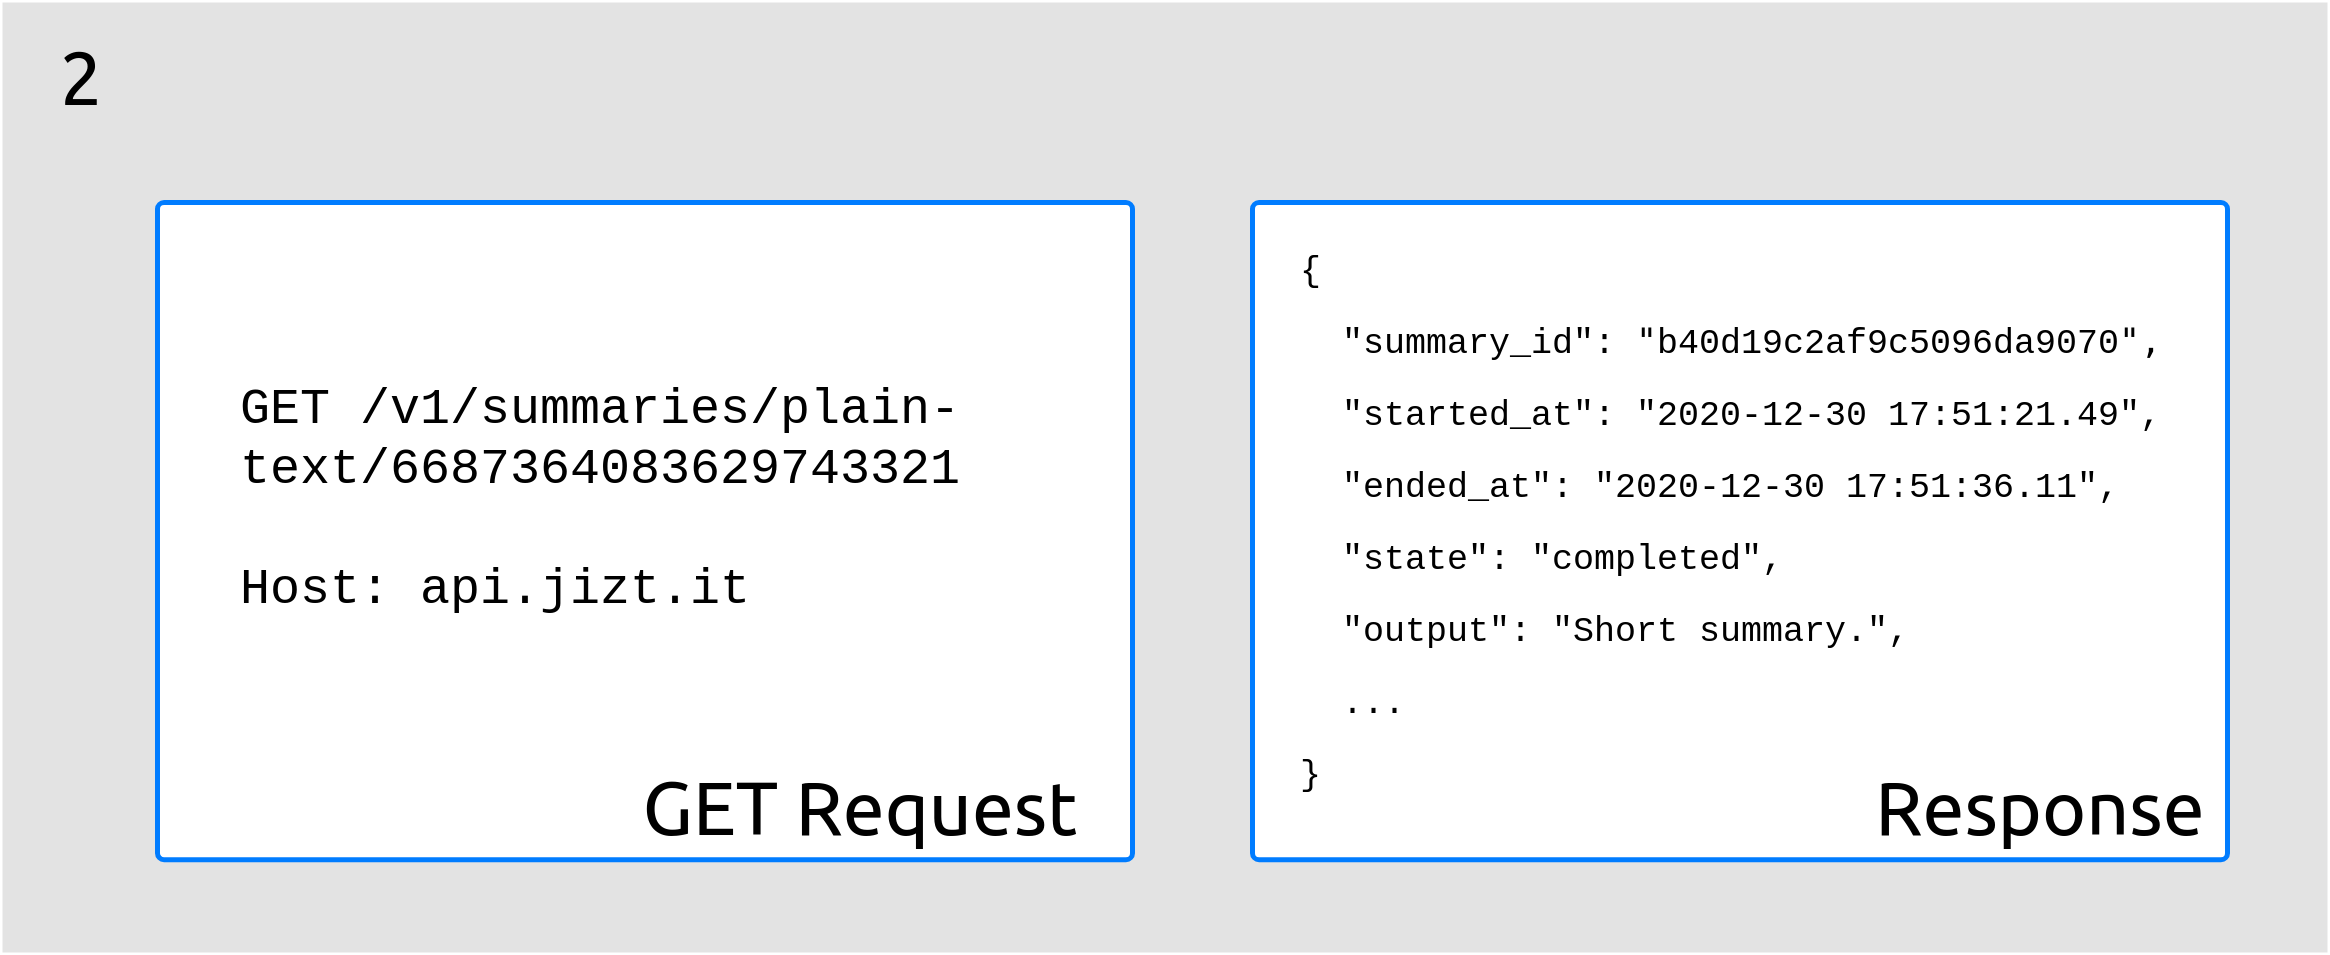 2
GET /v1/summaries/plain-
text/6687364083629743321
Host: api.jizt.it
GET Request
{
"summary_id": "b40d19c2af9c5096da9070",
"started_at": "2020-12-30 17:51:21.49",
"ended_at": "2020-12-30 17:51:36.11",
"state": "completed",
"output": "Short summary.",
...
}
Response